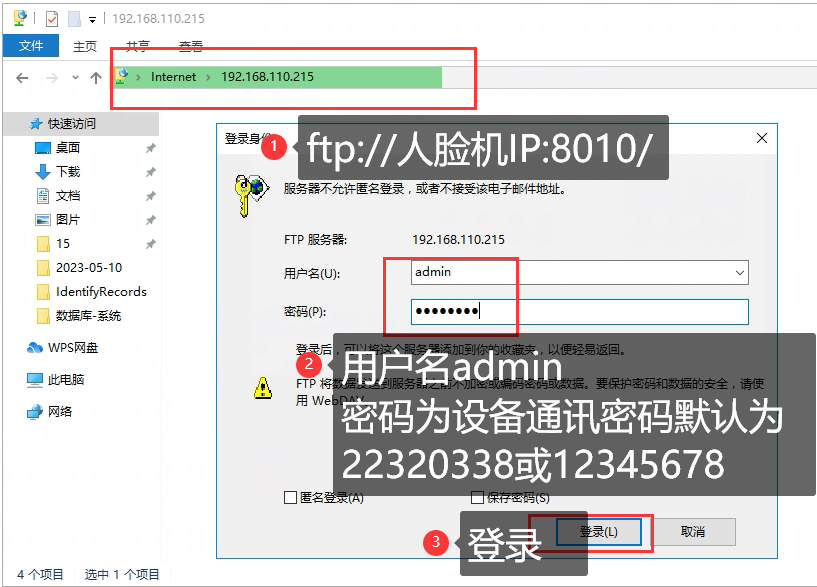 192.168.110.215
文件 主页 共享 查看
Internet 192.168.110.215
快速访问
桌面
下载
文档
图片
15
2023-05-10
IdentifyRecords
数据库-系统
WPS网盘
此电脑
网络
4 个项目 选中 1 个项目
登录身份
1 ftp://人脸机IP:8010/
服务器不允许匿名登录，或者不接受该电子邮件地址。
FTP 服务器: 192.168.110.215
用户名(U): admin
密码(P): ●●●●●●●●
登录后，可以将这个服务器添加到你的收藏夹，以便轻易返回。
FTP 将数据发送到服务器之前不加密或编码密码或数据。要保护密码和数据的安全，请使
用 WebDAV
2 用户名admin
密码为设备通讯密码默认为
22320338或12345678
匿名登录(A) 保存密码(S)
登录(L) 取消
3 登录